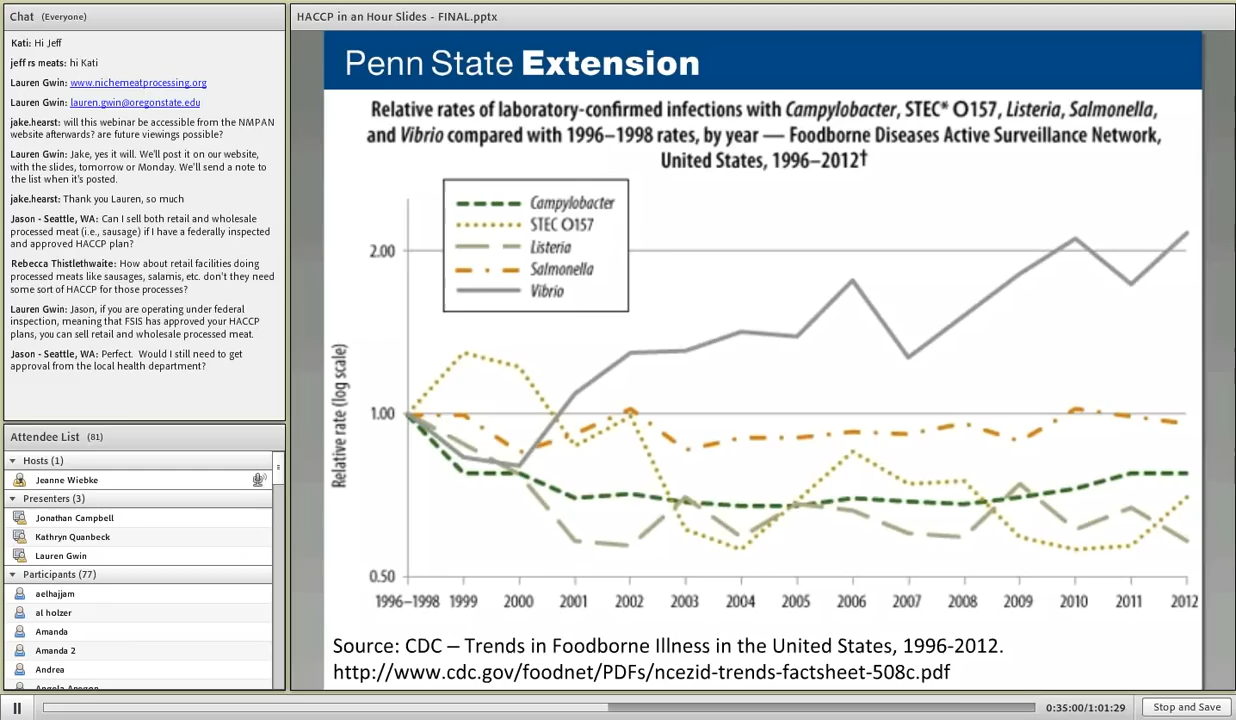 Chat (Everyone)
Kati: Hi Jeff
jeff rs meats: hi Kati
Lauren Gwin: www.nichemeatprocessing.org
Lauren Gwin: lauren.gwin@oregonstate.edu
jake.hearst: will this webinar be accessible from the NMPAN
website afterwards? are future viewings possible?
Lauren Gwin: Jake, yes it will. We'll post it on our website,
with the slides, tomorrow or Monday. We'll send a note to
the list when it's posted.
jake.hearst: Thank you Lauren, so much
Jason - Seattle, WA: Can I sell both retail and wholesale
processed meat (i.e., sausage) if I have a federally inspected
and approved HACCP plan?
Rebecca Thistlethwaite: How about retail facilities doing
processed meats like sausages, salamis, etc. don't they need
some sort of HACCP for those processes?
Lauren Gwin: Jason, if you are operating under federal
inspection, meaning that FSIS has approved your HACCP
plans, you can sell retail and wholesale processed meat.
Jason - Seattle, WA: Perfect. Would I still need to get
approval from the local health department?
Attendee List (81)
Hosts (1)
Jeanne Wiebke
Presenters (3)
Jonathan Campbell
Kathryn Quanbeck
Lauren Gwin
Participants (77)
aelhajjam
al holzer
Amanda
Amanda 2
Andrea
Angela Aragon
HACCP in an Hour Slides - FINAL.pptx
Penn State Extension
Relative rates of laboratory-confirmed infections with Campylobacter, STEC* O157, Listeria, Salmonella,
and Vibrio compared with 1996–1998 rates, by year — Foodborne Diseases Active Surveillance Network,
United States, 1996–2012†
Campylobacter
STEC O157
Listeria
Salmonella
Vibrio
Relative rate (log scale)
2.00
1.00
0.50
1996–1998 1999 2000 2001 2002 2003 2004 2005 2006 2007 2008 2009 2010 2011 2012
Source: CDC – Trends in Foodborne Illness in the United States, 1996-2012.
http://www.cdc.gov/foodnet/PDFs/ncezid-trends-factsheet-508c.pdf
0:35:00/1:01:29
Stop and Save